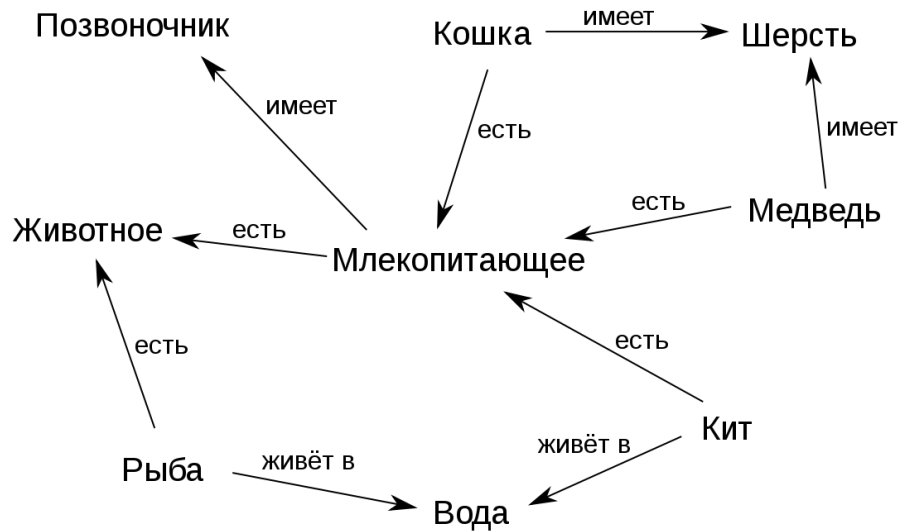 Позвоночник
Кошка
имеет
Шерсть
имеет
есть
имеет
есть
Медведь
Животное
есть
Млекопитающее
есть
есть
Кит
живёт в
Рыба
живёт в
Вода